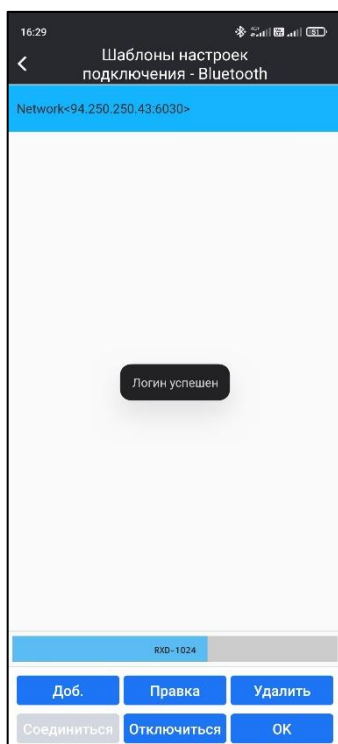 16:29
Шаблоны настроек
подключения - Bluetooth
Network<94.250.250.43:6030>
Логин успешен
RXD-1024
Доб.
Правка
Удалить
Соединиться
Отключиться
OK